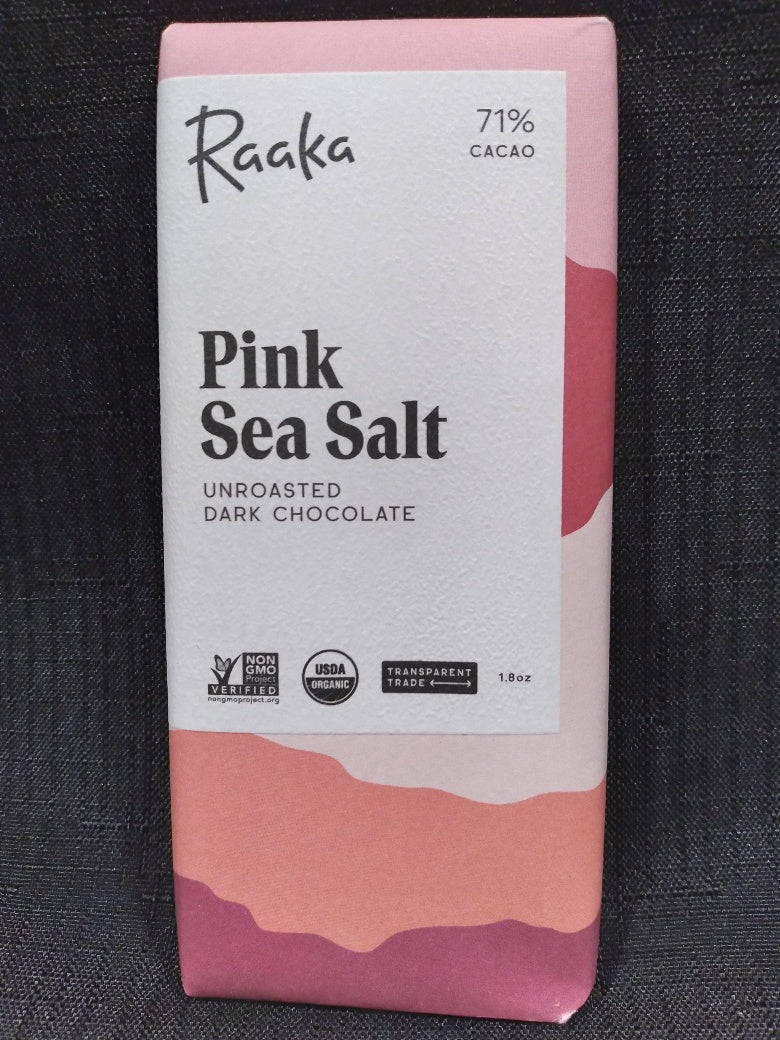 Raaka
71%
CACAO
Pink
Sea Salt
UNROASTED
DARK CHOCOLATE
NON
GMO
Project
VERIFIED
nongmoproject.org
USDA
ORGANIC
TRANSPARENT
TRADE
1.8oz